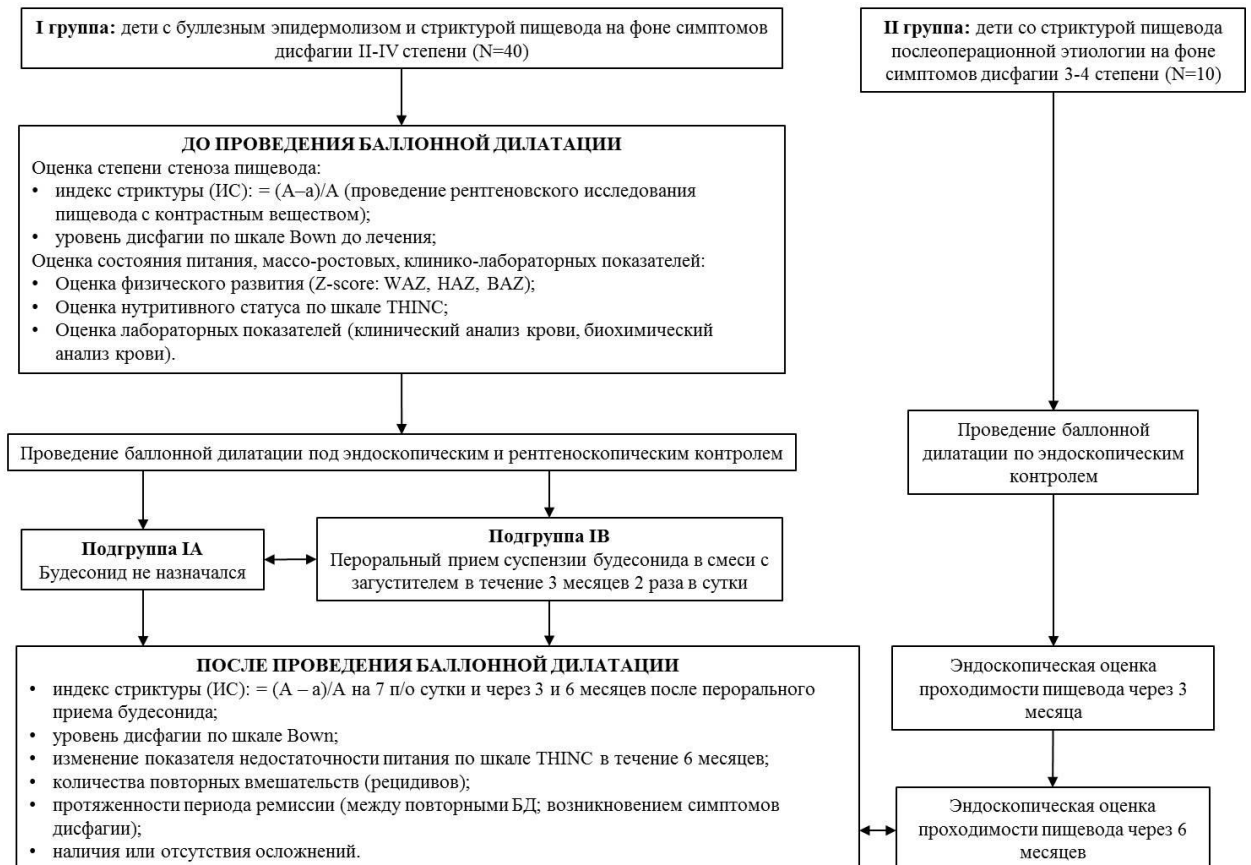 I группа: дети с буллезным эпидермолизом и стриктурой пищевода на фоне симптомов
дисфагии II-IV степени (N=40)
II группа: дети со стриктурой пищевода
послеоперационной этиологии на фоне
симптомов дисфагии 3-4 степени (N=10)
ДО ПРОВЕДЕНИЯ БАЛЛОННОЙ ДИЛАТАЦИИ
Оценка степени стеноза пищевода:
• индекс стриктуры (ИС): = (А–а)/А (проведение рентгеновского исследования
пищевода с контрастным веществом);
• уровень дисфагии по шкале Bown до лечения;
Оценка состояния питания, массо-ростовых, клинико-лабораторных показателей:
• Оценка физического развития (Z-score: WAZ, HAZ, BAZ);
• Оценка нутритивного статуса по шкале THINC;
• Оценка лабораторных показателей (клинический анализ крови, биохимический
анализ крови).
Проведение баллонной дилатации под эндоскопическим и рентгеноскопическим контролем
Проведение баллонной
дилатации по эндоскопическим
контролем
Подгруппа IA
Будесонид не назначался
Подгруппа IB
Пероральный прием суспензии будесонида в смеси с
загустителем в течение 3 месяцев 2 раза в сутки
ПОСЛЕ ПРОВЕДЕНИЯ БАЛЛОННОЙ ДИЛАТАЦИИ
• индекс стриктуры (ИС): = (А – а)/А на 7 п/о сутки и через 3 и 6 месяцев после перорального
приема будесонида;
• уровень дисфагии по шкале Bown;
• изменение показателя недостаточности питания по шкале THINC в течение 6 месяцев;
• количества повторных вмешательств (рецидивов);
• протяженности периода ремиссии (между повторными БД; возникновением симптомов
дисфагии);
• наличия или отсутствия осложнений.
Эндоскопическая оценка
проходимости пищевода через 3
месяца
Эндоскопическая оценка
проходимости пищевода через 6
месяцев